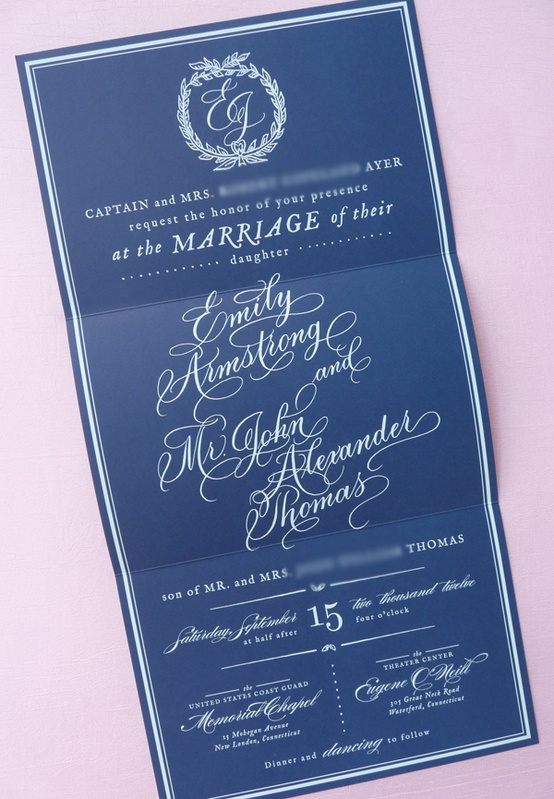 EJ
CAPTAIN and MRS. AYER
request the honor of your presence
at the MARRIAGE of their
daughter
Emily
Armstrong
and
Mr. John
Alexander
Thomas
son of MR. and MRS. THOMAS
Saturday, September 15 two thousand twelve
at half after four o'clock
the
UNITED STATES COAST GUARD
Memorial Chapel
15 Mohegan Avenue
New London, Connecticut
the
THEATER CENTER
Eugene O'Neill
305 Great Neck Road
Waterford, Connecticut
Dinner and dancing to follow